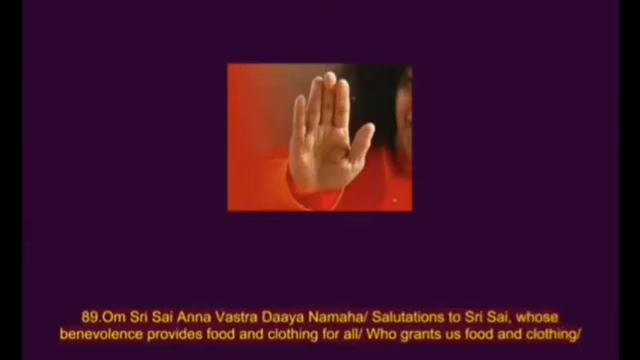 89.Om Sri Sai Anna Vastra Daaya Namaha/ Salutations to Sri Sai, whose
benevolence provides food and clothing for all/ Who grants us food and clothing/